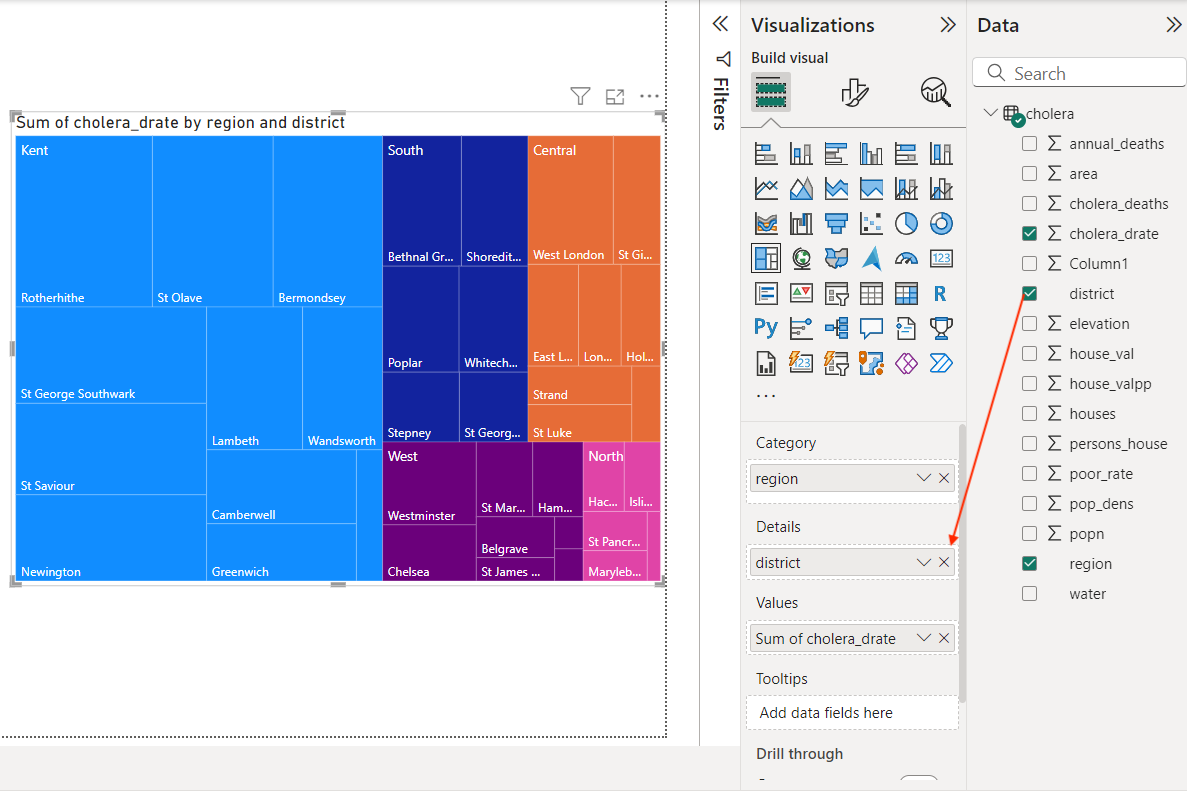 Sum of cholera_drate by region and district
Kent
Rotherhithe
St Olave
Bermondsey
St George Southwark
Lambeth
Wandsworth
St Saviour
Camberwell
Newington
Greenwich
South
Bethnal Gr...
Shoredit...
Poplar
Whitech...
Stepney
St Georg...
Central
West London
St Gi...
East L...
Lon...
Hol...
Strand
St Luke
West
Westminster
St Mar...
Ham...
Belgrave
Chelsea
St James ...
North
Hac...
Isli...
St Pancr...
Maryleb...
Filters
Visualizations
Build visual
123
R
Py
123
...
Category
region
Details
district
Values
Sum of cholera_drate
Tooltips
Add data fields here
Drill through
Data
Search
cholera
Σ annual_deaths
Σ area
Σ cholera_deaths
Σ cholera_drate
Σ Column1
district
Σ elevation
Σ house_val
Σ house_valpp
Σ houses
Σ persons_house
Σ poor_rate
Σ pop_dens
Σ popn
region
water